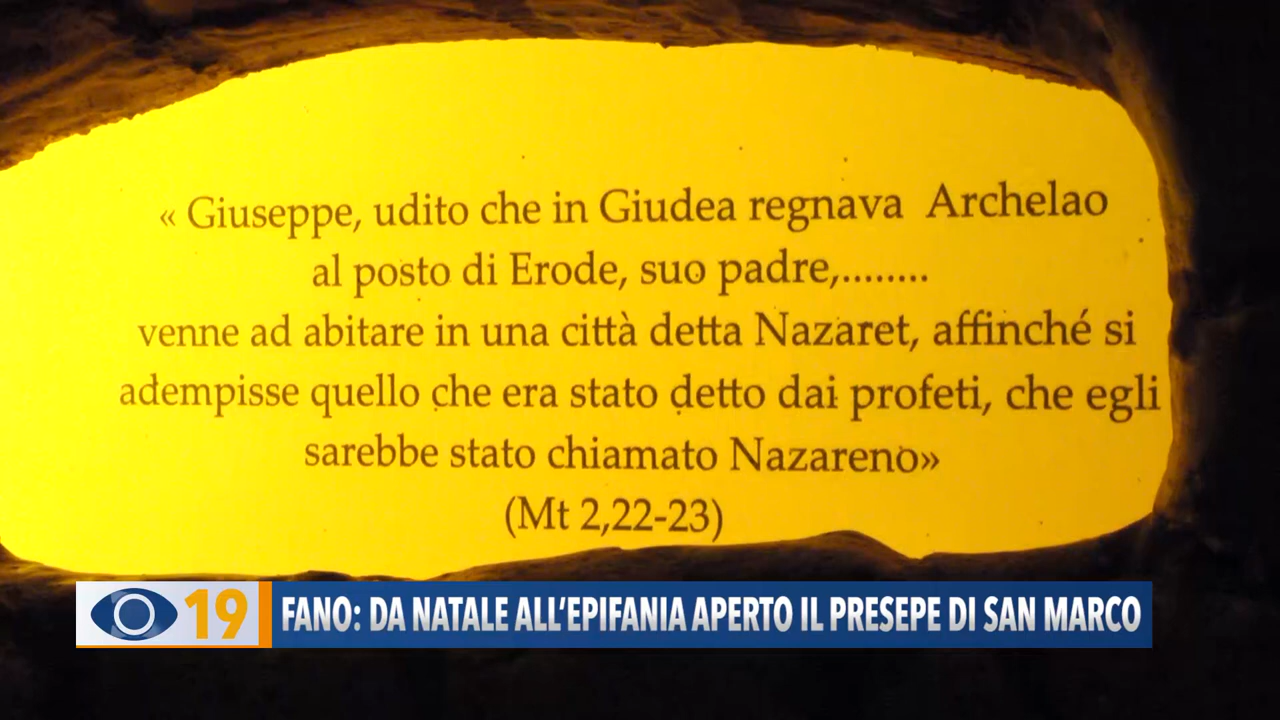 « Giuseppe, udito che in Giudea regnava Archelao
al posto di Erode, suo padre,........
venne ad abitare in una città detta Nazaret, affinché si
adempisse quello che era stato detto dai profeti, che egli
sarebbe stato chiamato Nazareno»
(Mt 2,22-23)
19
FANO: DA NATALE ALL'EPIFANIA APERTO IL PRESEPE DI SAN MARCO